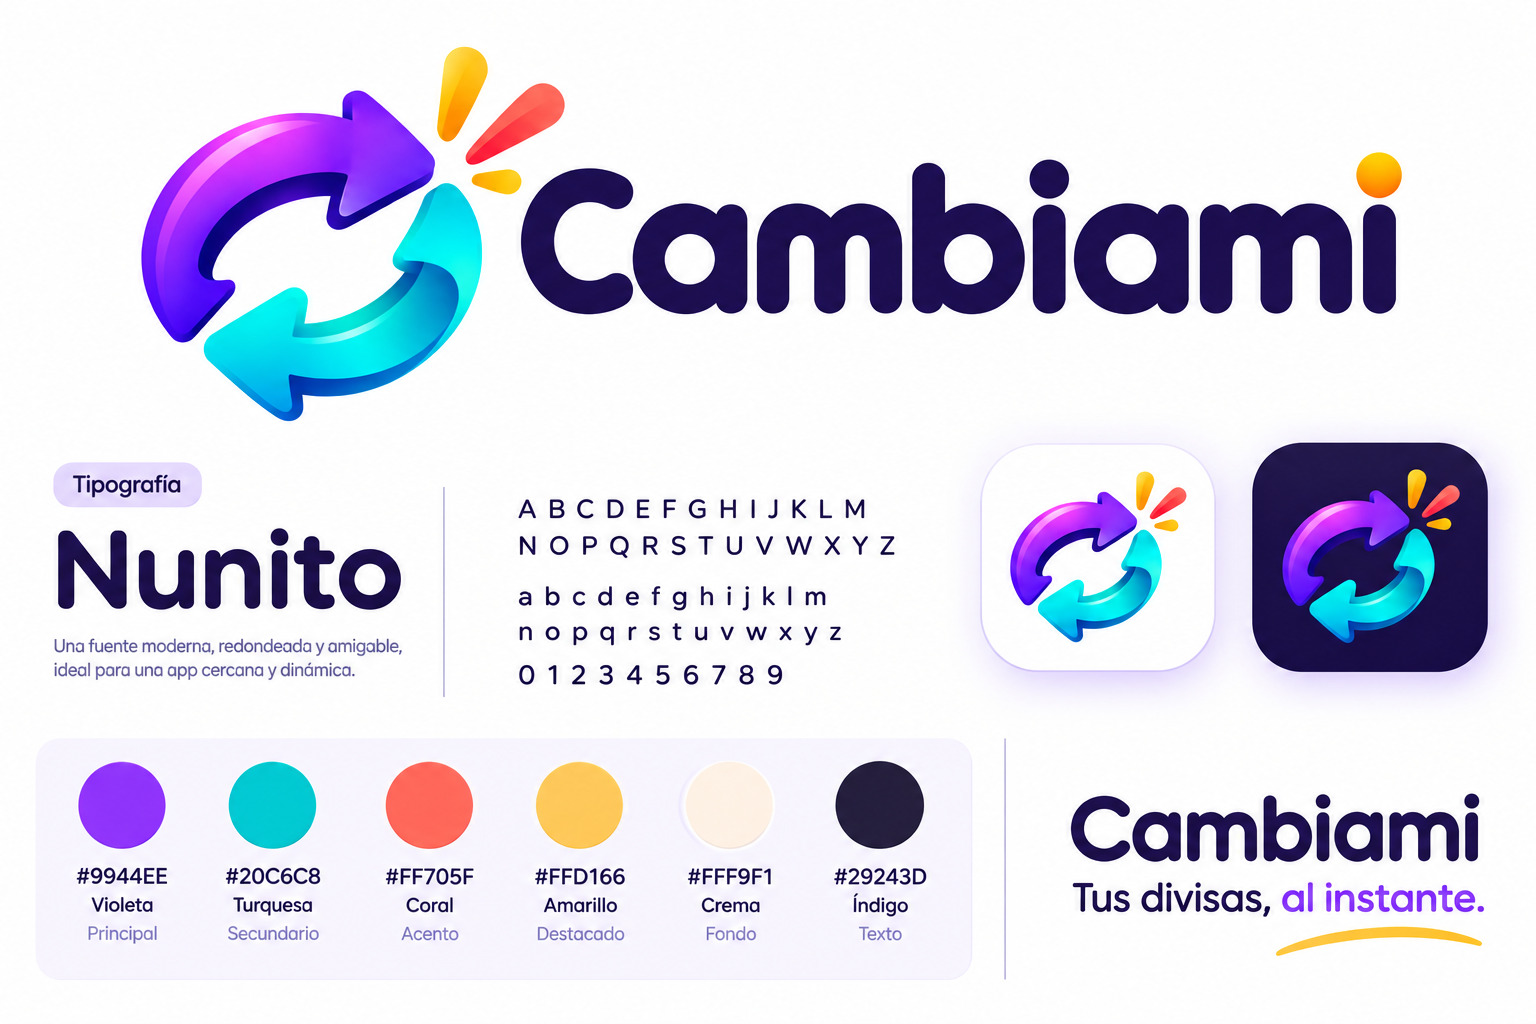 Cambiami
Tipografía
Nunito
Una fuente moderna, redondeada y amigable,
ideal para una app cercana y dinámica.
A B C D E F G H I J K L M
N O P Q R S T U V W X Y Z
a b c d e f g h i j k l m
n o p q r s t u v w x y z
0 1 2 3 4 5 6 7 8 9
#9944EE
Violeta
Principal
#20C6C8
Turquesa
Secundario
#FF705F
Coral
Acento
#FFD166
Amarillo
Destacado
#FFF9F1
Crema
Fondo
#29243D
Índigo
Texto
Cambiami
Tus divisas, al instante.